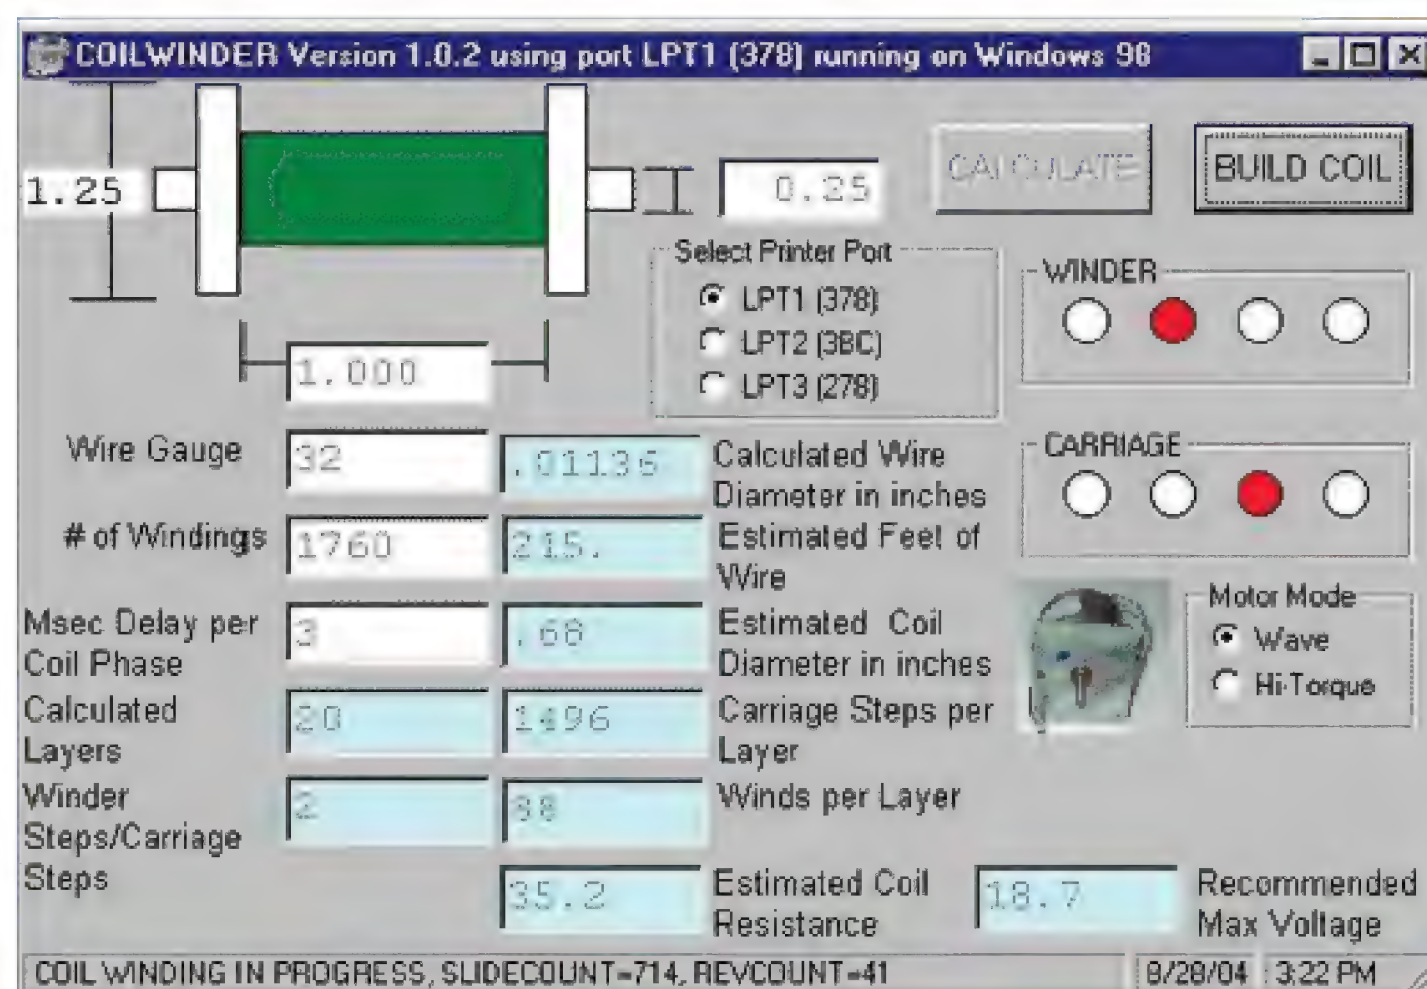 COILWINDER Version 1.0.2 using port LPT1 (378) running on Windows 98
1.25
0.25
CALCULATE
BUILD COIL
Select Printer Port
LPT1 (378)
LPT2 (3BC)
LPT3 (278)
WINDER
1.000
Wire Gauge
32
.01136
Calculated Wire
Diameter in inches
CARRIAGE
# of Windings
1760
215.
Estimated Feet of
Wire
Msec Delay per
Coil Phase
3
.68
Estimated Coil
Diameter in inches
Motor Mode
Wave
Hi-Torque
Calculated
Layers
20
1496
Carriage Steps per
Layer
Winder
Steps/Carriage
Steps
2
88
Winds per Layer
35.2
Estimated Coil
Resistance
18.7
Recommended
Max Voltage
COIL WINDING IN PROGRESS, SLIDECOUNT=714, REVCOUNT=41
8/28/04
3:22 PM